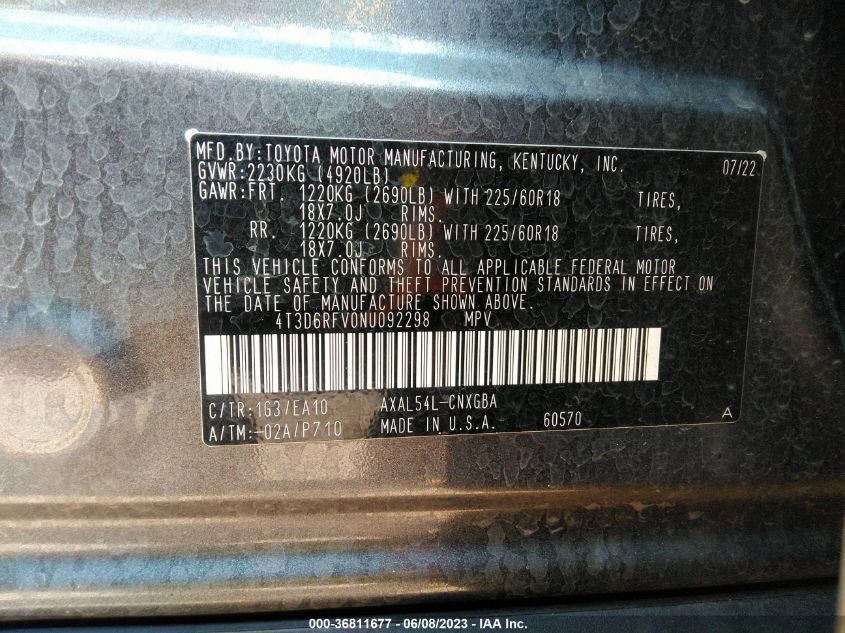 MFD.BY:TOYOTA MOTOR MANUFACTURING, KENTUCKY, INC. 07/22
GVWR:2230KG (4920LB)
GAWR:FRT. 1220KG (2690LB) WITH 225/60R18 TIRES,
18X7.0J RIMS.
RR. 1220KG (2690LB) WITH 225/60R18 TIRES,
18X7.0J RIMS.
THIS VEHICLE CONFORMS TO ALL APPLICABLE FEDERAL MOTOR
VEHICLE SAFETY AND THEFT PREVENTION STANDARDS IN EFFECT ON
THE DATE OF MANUFACTURE SHOWN ABOVE.
4T3D6RFV0NU092298 MPV
C/TR:1G3/EA10 AXAL54L-CNXGBA
A/TM:-02A/P710 MADE IN U.S.A. 60570 A
000-36811677 - 06/08/2023 - IAA Inc.